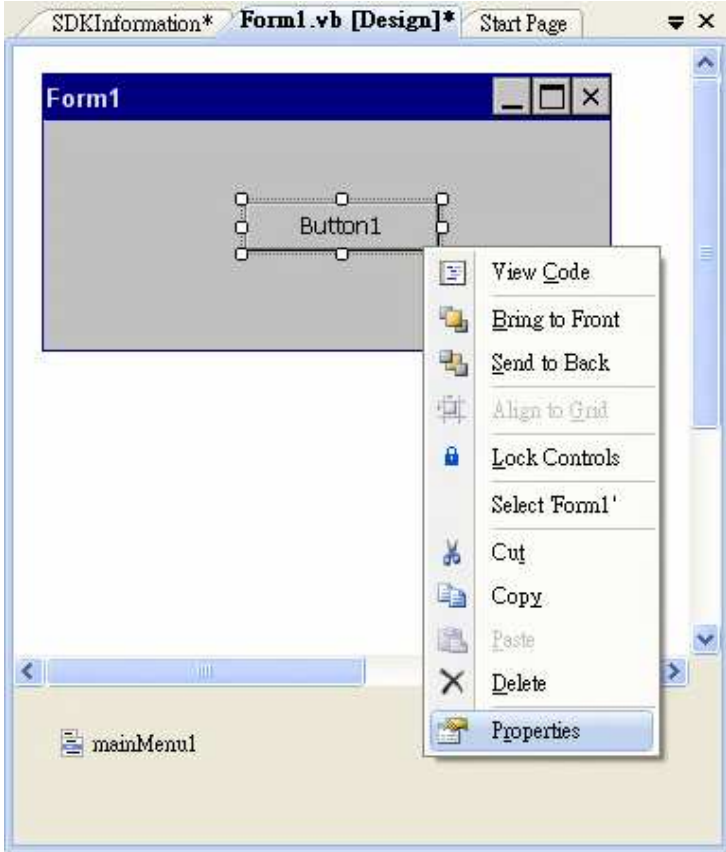 SDKInformation* Form1.vb [Design]* Start Page
Form1
Button1
View Code
Bring to Front
Send to Back
Align to Grid
Lock Controls
Select 'Form1'
Cut
Copy
Paste
Delete
Properties
mainMenu1